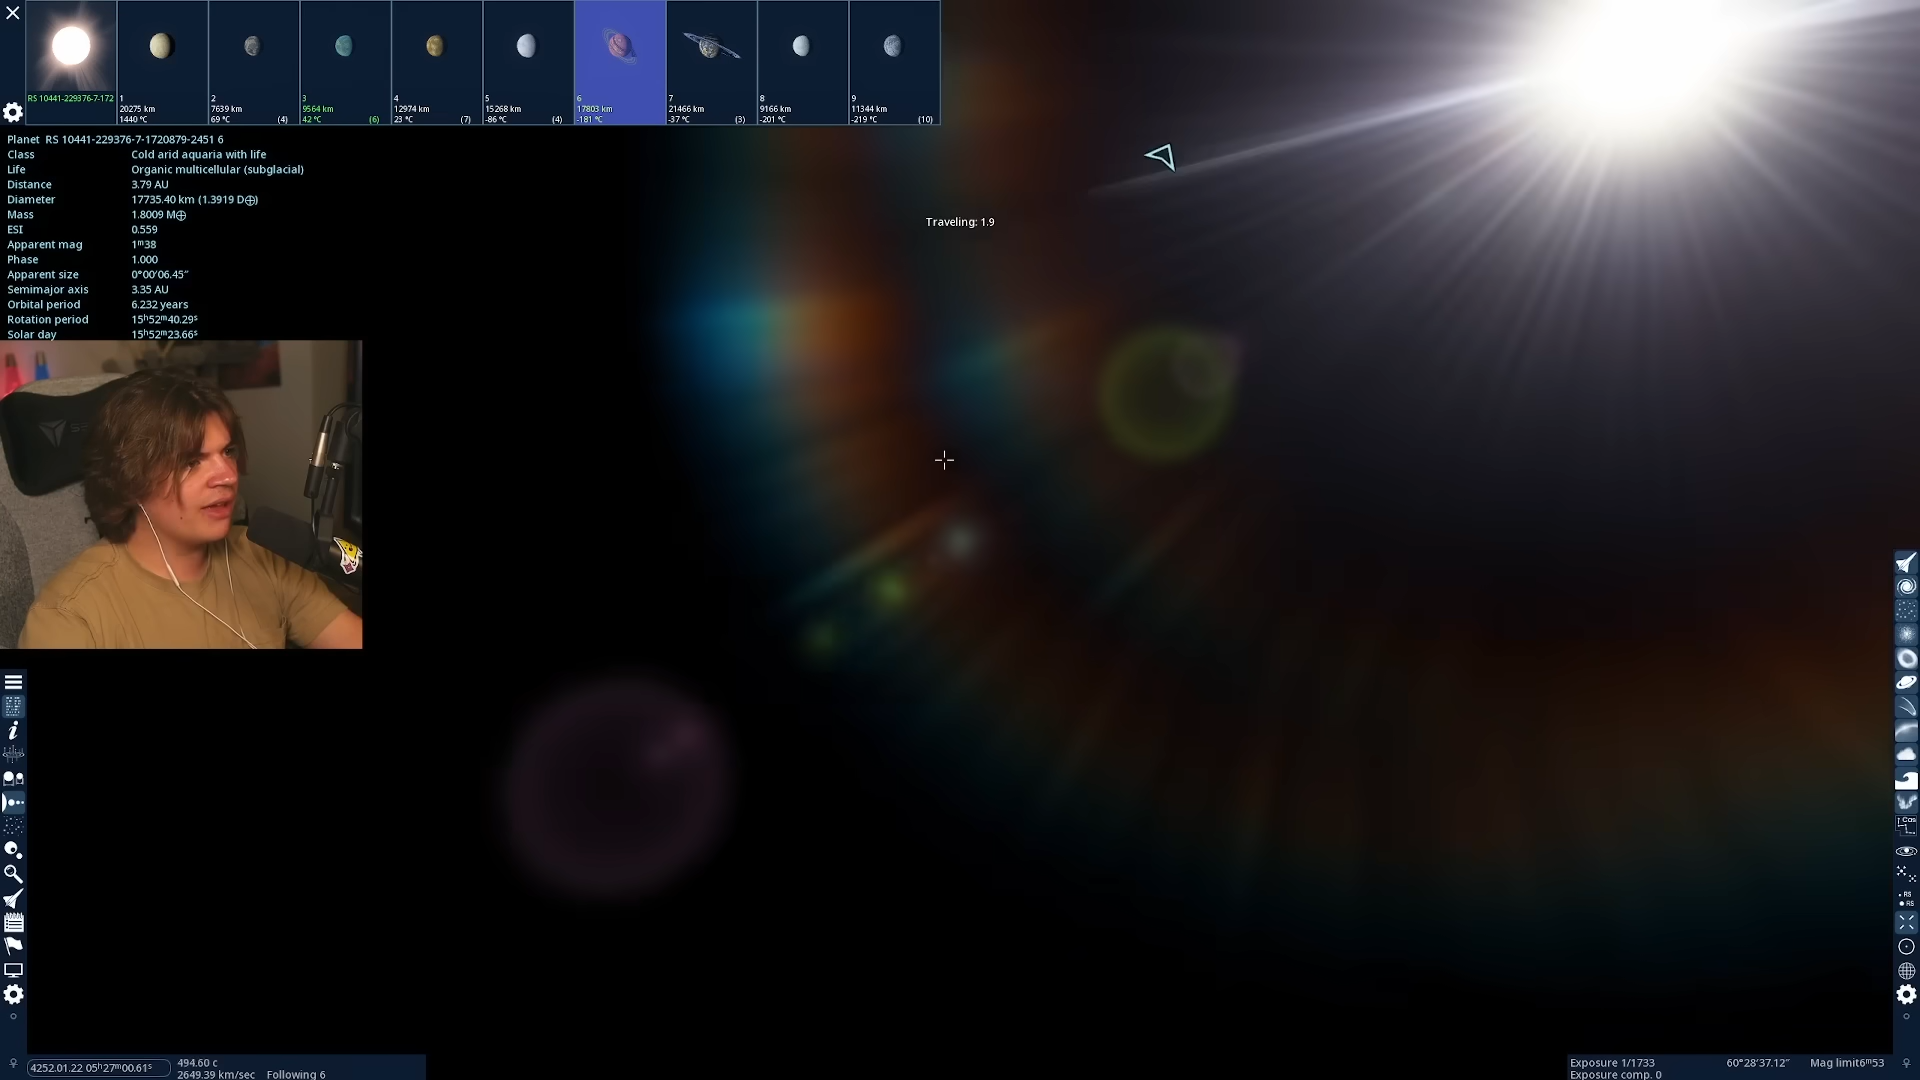 RS 10441-229376-7-172
1
20275 km
1440 °C
2
7639 km
69 °C (4)
3
9564 km
42 °C (6)
4
12974 km
23 °C (7)
5
15268 km
-86 °C (4)
6
17803 km
-181 °C
7
21466 km
-37 °C (3)
8
9166 km
-201 °C
9
11344 km
-219 °C (10)
Planet RS 10441-229376-7-1720879-2451 6
Class Cold arid aquaria with life
Life Organic multicellular (subglacial)
Distance 3.79 AU
Diameter 17735.40 km (1.3919 D⊕)
Mass 1.8009 M⊕
ESI 0.559
Apparent mag 1ᵐ38
Phase 1.000
Apparent size 0°00′06.45″
Semimajor axis 3.35 AU
Orbital period 6.232 years
Rotation period 15ʰ52ᵐ40.29ˢ
Solar day 15ʰ52ᵐ23.66ˢ
Traveling: 1.9
RS
RS
4252.01.22 05ʰ27ᵐ00.61ˢ
494.60 c
2649.39 km/sec Following 6
Exposure 1/1733 60°28′37.12″ Mag limit6ᵐ53
Exposure comp. 0